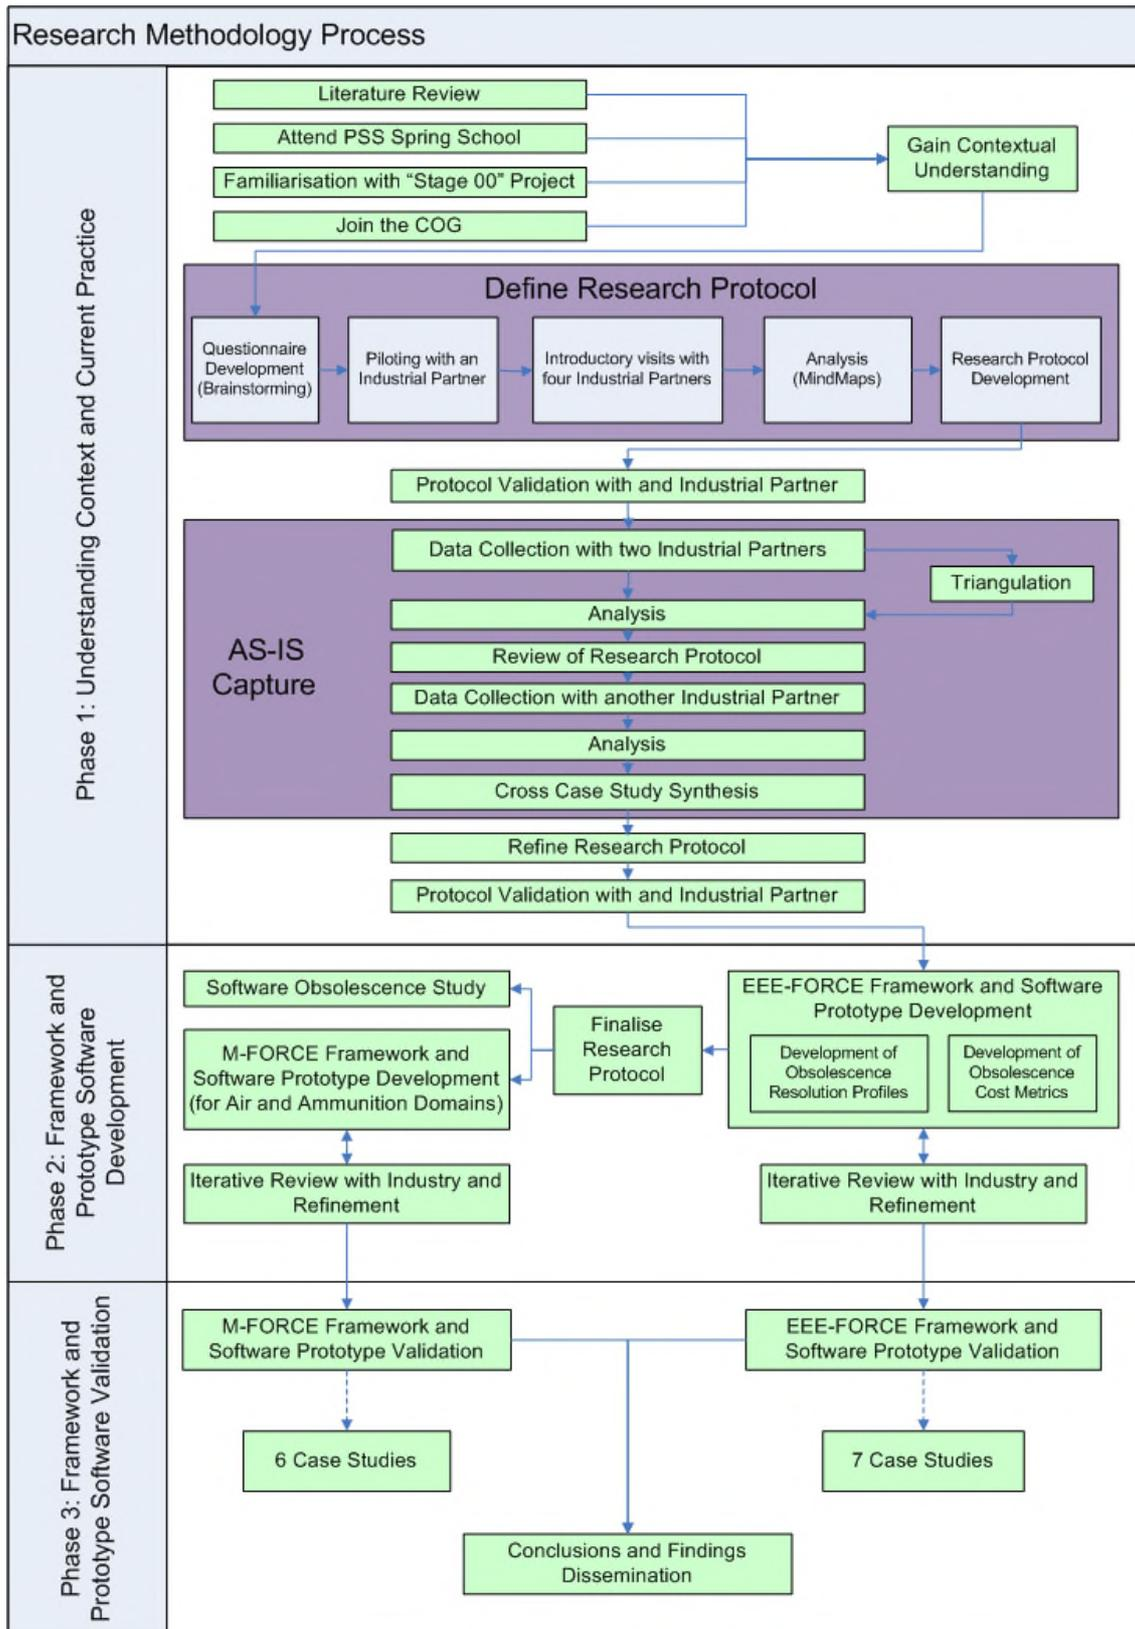 Research Methodology Process
Phase 1: Understanding Context and Current Practice
Literature Review
Attend PSS Spring School
Familiarisation with “Stage 00” Project
Join the COG
Gain Contextual
Understanding
Define Research Protocol
Questionnaire
Development
(Brainstorming)
Piloting with an
Industrial Partner
Introductory visits with
four Industrial Partners
Analysis
(MindMaps)
Research Protocol
Development
Protocol Validation with and Industrial Partner
AS-IS
Capture
Data Collection with two Industrial Partners
Triangulation
Analysis
Review of Research Protocol
Data Collection with another Industrial Partner
Analysis
Cross Case Study Synthesis
Refine Research Protocol
Protocol Validation with and Industrial Partner
Phase 2: Framework and
Prototype Software
Development
Software Obsolescence Study
M-FORCE Framework and
Software Prototype Development
(for Air and Ammunition Domains)
Iterative Review with Industry and
Refinement
Finalise
Research
Protocol
EEE-FORCE Framework and Software
Prototype Development
Development of
Obsolescence
Resolution Profiles
Development of
Obsolescence
Cost Metrics
Iterative Review with Industry and
Refinement
Phase 3: Framework and
Prototype Software Validation
M-FORCE Framework and
Software Prototype Validation
EEE-FORCE Framework and
Software Prototype Validation
6 Case Studies
7 Case Studies
Conclusions and Findings
Dissemination